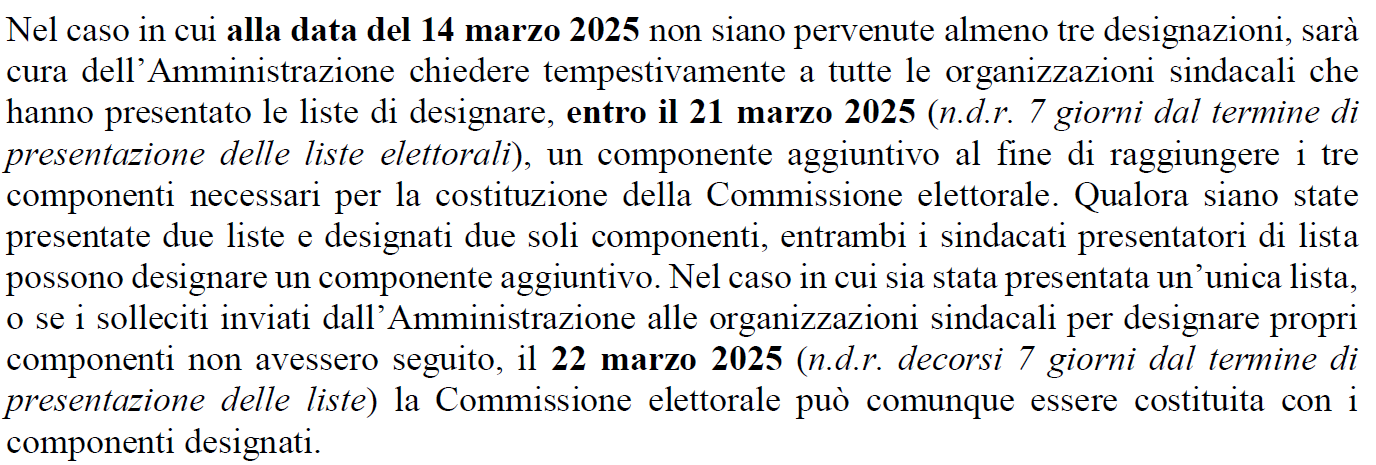 Nel caso in cui alla data del 14 marzo 2025 non siano pervenute almeno tre designazioni, sarà
cura dell’Amministrazione chiedere tempestivamente a tutte le organizzazioni sindacali che
hanno presentato le liste di designare, entro il 21 marzo 2025 (n.d.r. 7 giorni dal termine di
presentazione delle liste elettorali), un componente aggiuntivo al fine di raggiungere i tre
componenti necessari per la costituzione della Commissione elettorale. Qualora siano state
presentate due liste e designati due soli componenti, entrambi i sindacati presentatori di lista
possono designare un componente aggiuntivo. Nel caso in cui sia stata presentata un’unica lista,
o se i solleciti inviati dall’Amministrazione alle organizzazioni sindacali per designare propri
componenti non avessero seguito, il 22 marzo 2025 (n.d.r. decorsi 7 giorni dal termine di
presentazione delle liste) la Commissione elettorale può comunque essere costituita con i
componenti designati.